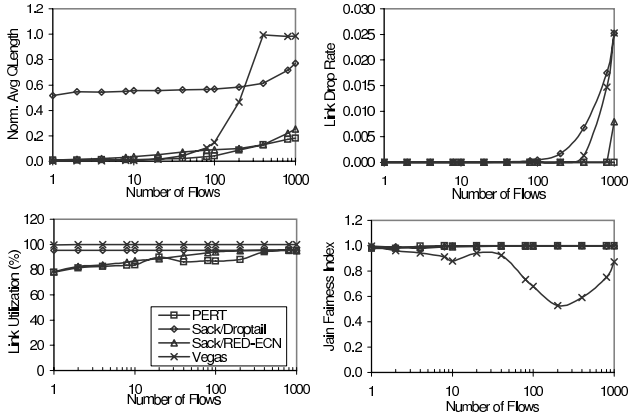 Norm. Avg QLength
1.2
1.0
0.8
0.6
0.4
0.2
0.0
1 10 100 1000
Number of Flows
Link Drop Rate
0.030
0.025
0.020
0.015
0.010
0.005
0.000
1 10 100 1000
Number of Flows
Link Utilization (%)
120
100
80
60
40
20
0
PERT
Sack/Droptail
Sack/RED-ECN
Vegas
1 10 100 1000
Number of Flows
Jain Fairness Index
1.2
1.0
0.8
0.6
0.4
0.2
0.0
1 10 100 1000
Number of Flows